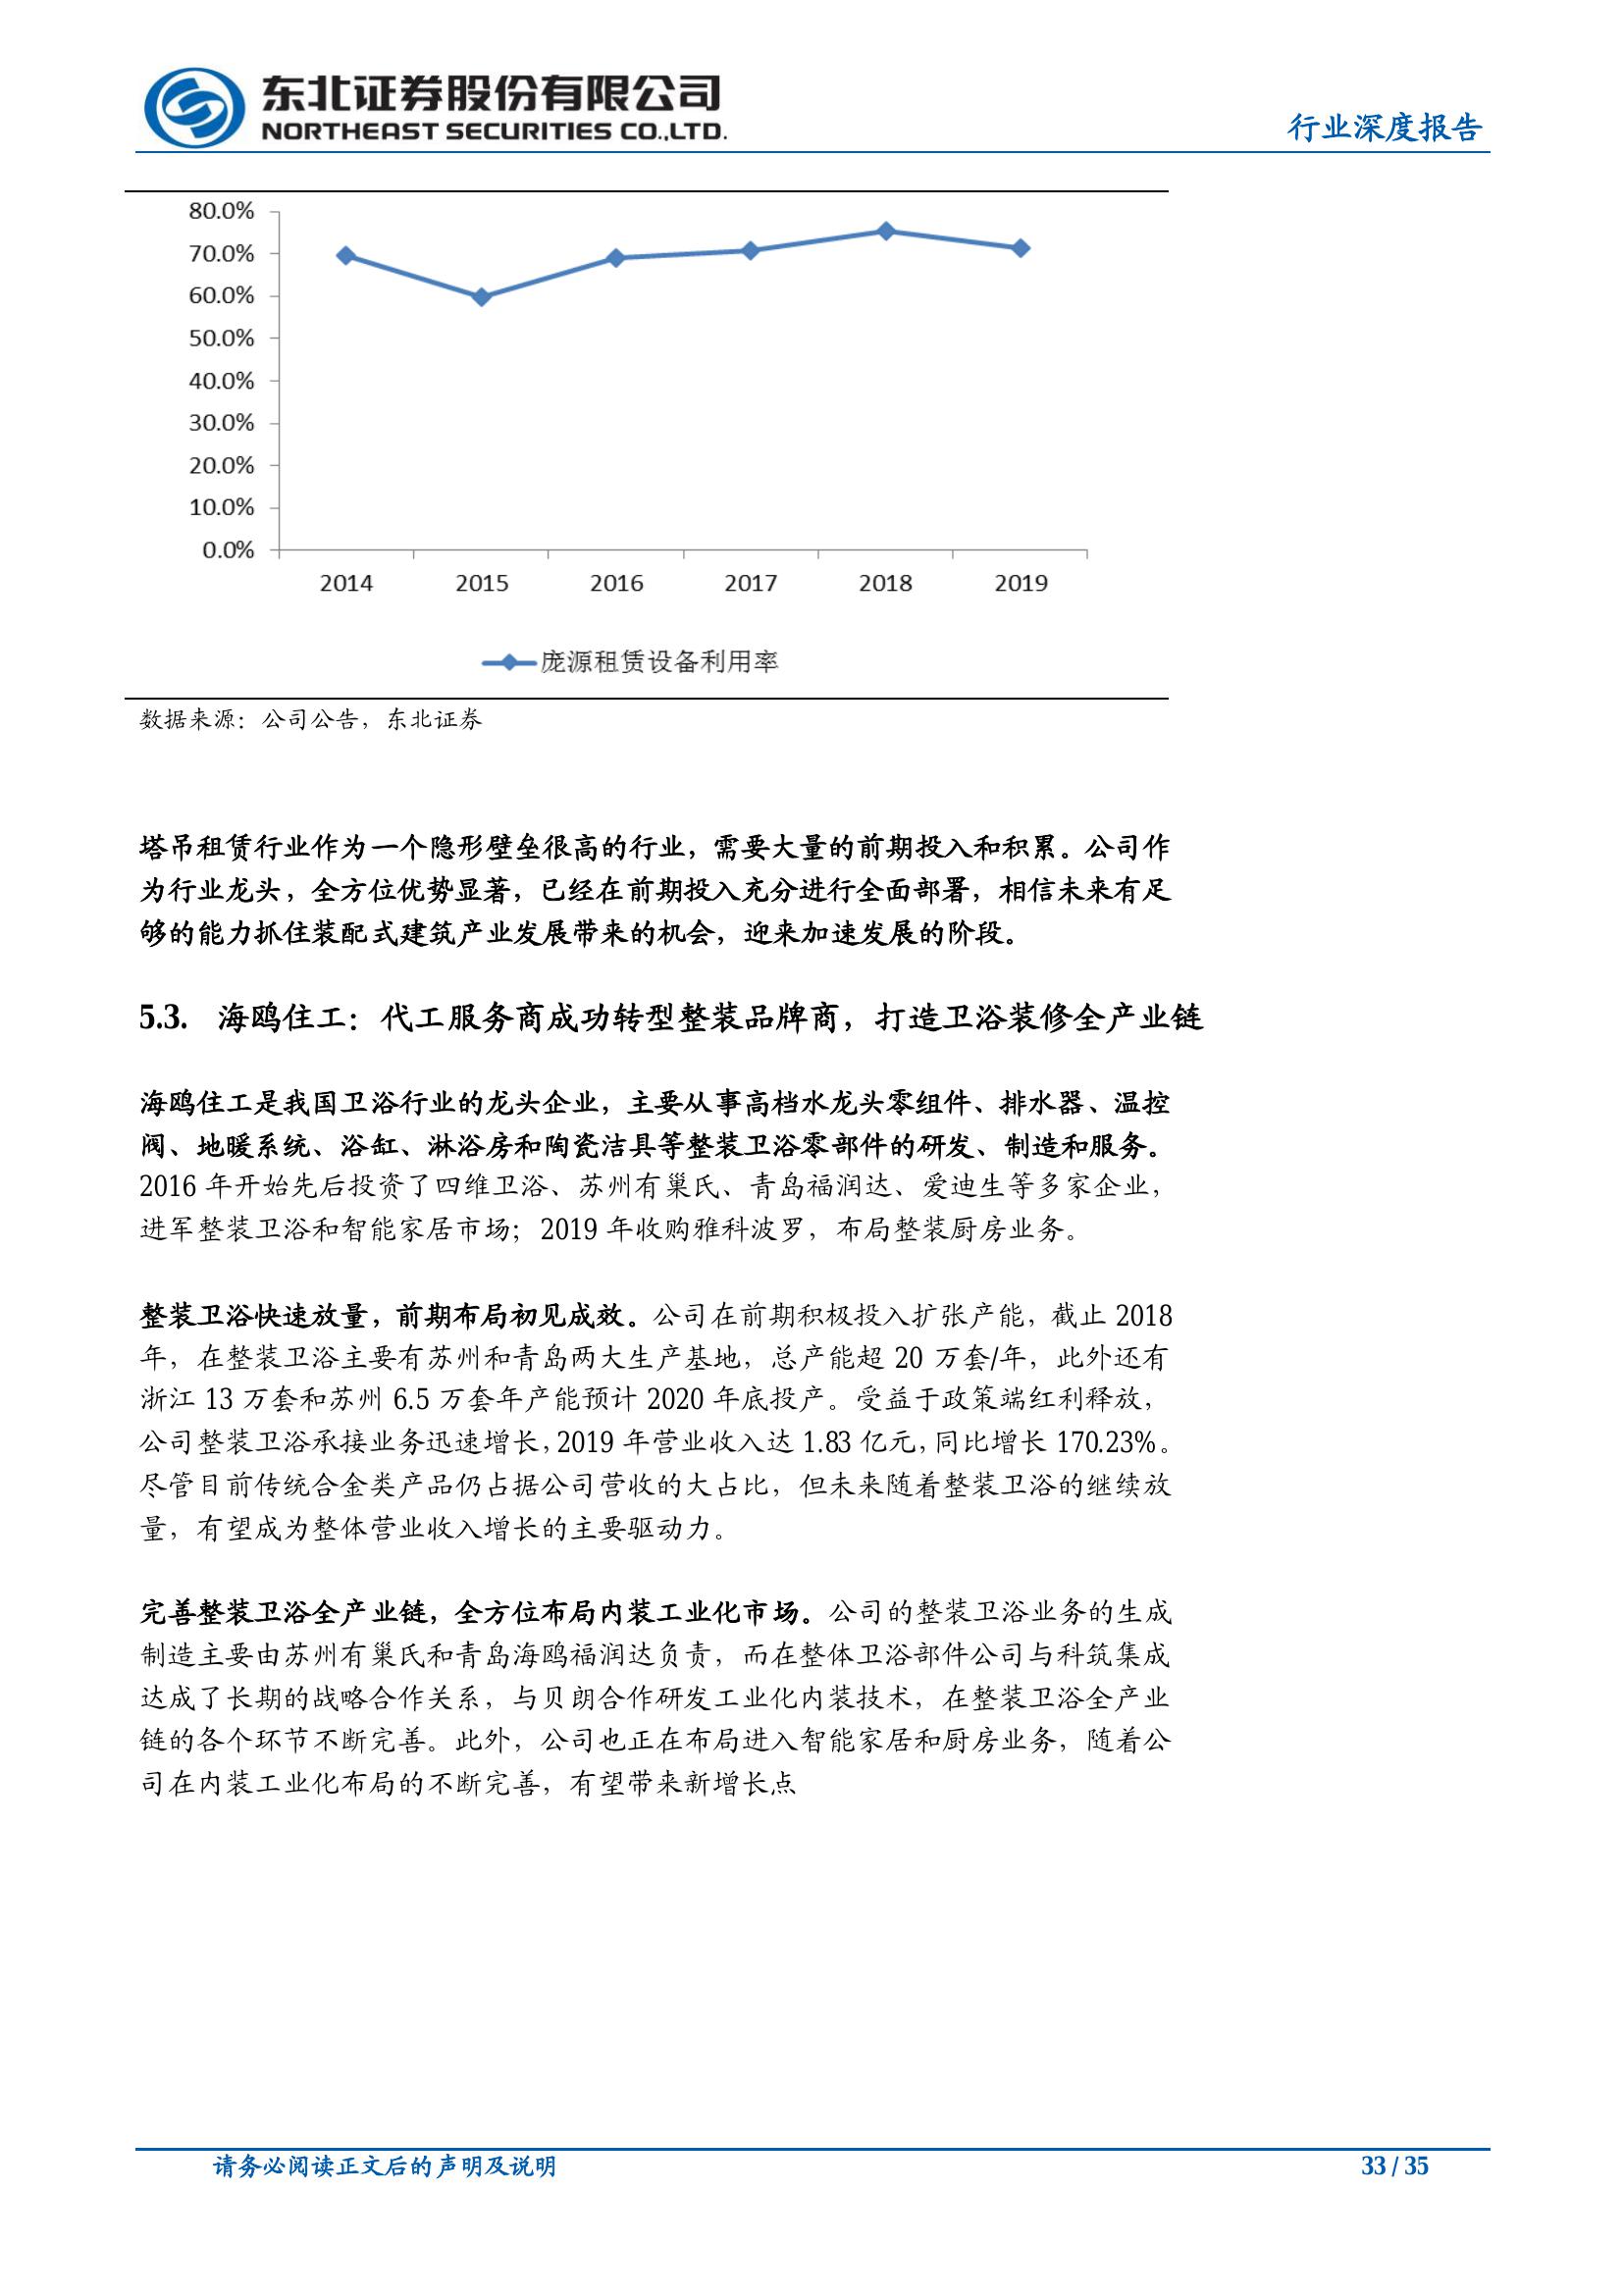 东北证券股份有限公司
NORTHEAST SECURITIES CO.,LTD.
行业深度报告
80.0%
70.0%
60.0%
50.0%
40.0%
30.0%
20.0%
10.0%
0.0%
2014 2015 2016 2017 2018 2019
庞源租赁设备利用率
数据来源：公司公告，东北证券
塔吊租赁行业作为一个隐形壁垒很高的行业，需要大量的前期投入和积累。公司作
为行业龙头，全方位优势显著，已经在前期投入充分进行全面部署，相信未来有足
够的能力抓住装配式建筑产业发展带来的机会，迎来加速发展的阶段。
5.3. 海鸥住工：代工服务商成功转型整装品牌商，打造卫浴装修全产业链
海鸥住工是我国卫浴行业的龙头企业，主要从事高档水龙头零组件、排水器、温控
阀、地暖系统、浴缸、淋浴房和陶瓷洁具等整装卫浴零部件的研发、制造和服务。
2016 年开始先后投资了四维卫浴、苏州有巢氏、青岛福润达、爱迪生等多家企业，
进军整装卫浴和智能家居市场；2019 年收购雅科波罗，布局整装厨房业务。
整装卫浴快速放量，前期布局初见成效。公司在前期积极投入扩张产能，截止 2018
年，在整装卫浴主要有苏州和青岛两大生产基地，总产能超 20 万套/年，此外还有
浙江 13 万套和苏州 6.5 万套年产能预计 2020 年底投产。受益于政策端红利释放，
公司整装卫浴承接业务迅速增长，2019 年营业收入达 1.83 亿元，同比增长 170.23%。
尽管目前传统合金类产品仍占据公司营收的大占比，但未来随着整装卫浴的继续放
量，有望成为整体营业收入增长的主要驱动力。
完善整装卫浴全产业链，全方位布局内装工业化市场。公司的整装卫浴业务的生成
制造主要由苏州有巢氏和青岛海鸥福润达负责，而在整体卫浴部件公司与科筑集成
达成了长期的战略合作关系，与贝朗合作研发工业化内装技术，在整装卫浴全产业
链的各个环节不断完善。此外，公司也正在布局进入智能家居和厨房业务，随着公
司在内装工业化布局的不断完善，有望带来新增长点
请务必阅读正文后的声明及说明
33 / 35